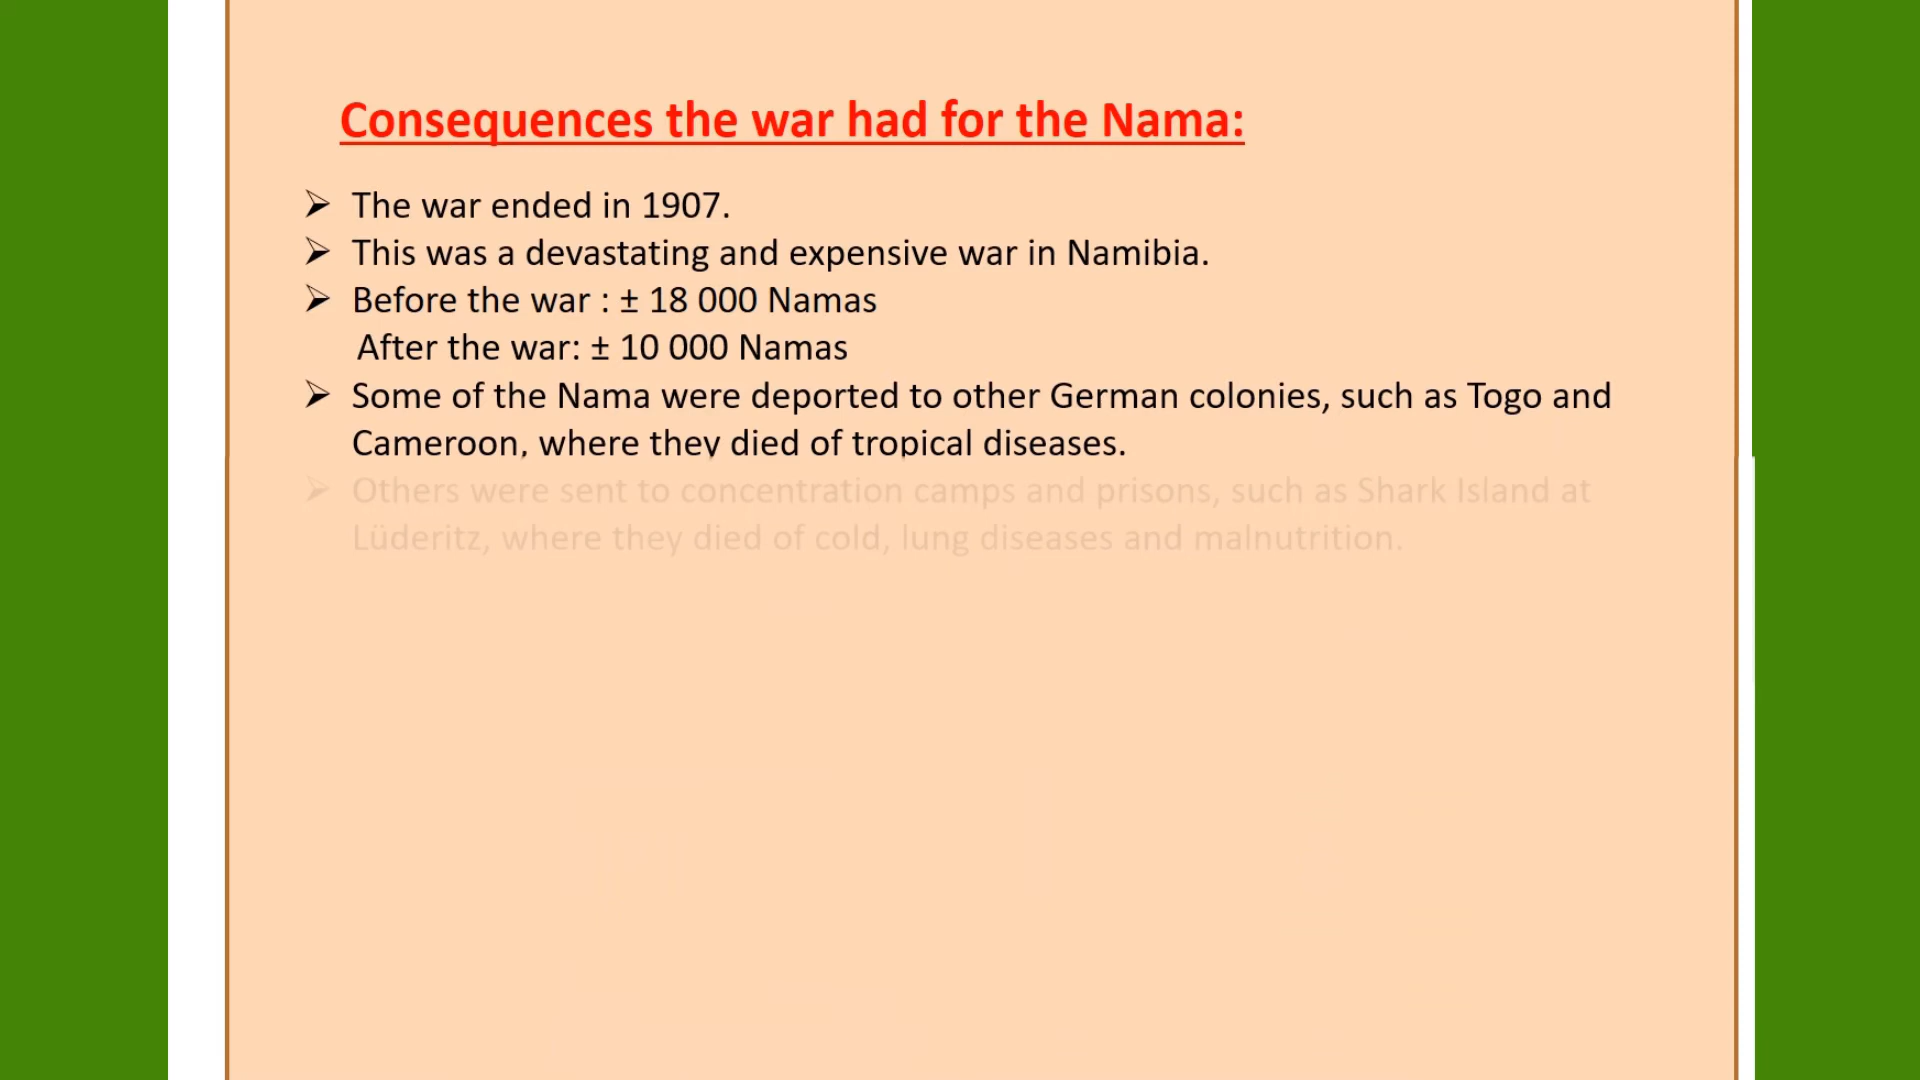 Consequences the war had for the Nama:
➢ The war ended in 1907.
➢ This was a devastating and expensive war in Namibia.
➢ Before the war : ± 18 000 Namas
After the war: ± 10 000 Namas
➢ Some of the Nama were deported to other German colonies, such as Togo and
Cameroon, where they died of tropical diseases.
➢ Others were sent to concentration camps and prisons, such as Shark Island at
Lüderitz, where they died of cold, lung diseases and malnutrition.